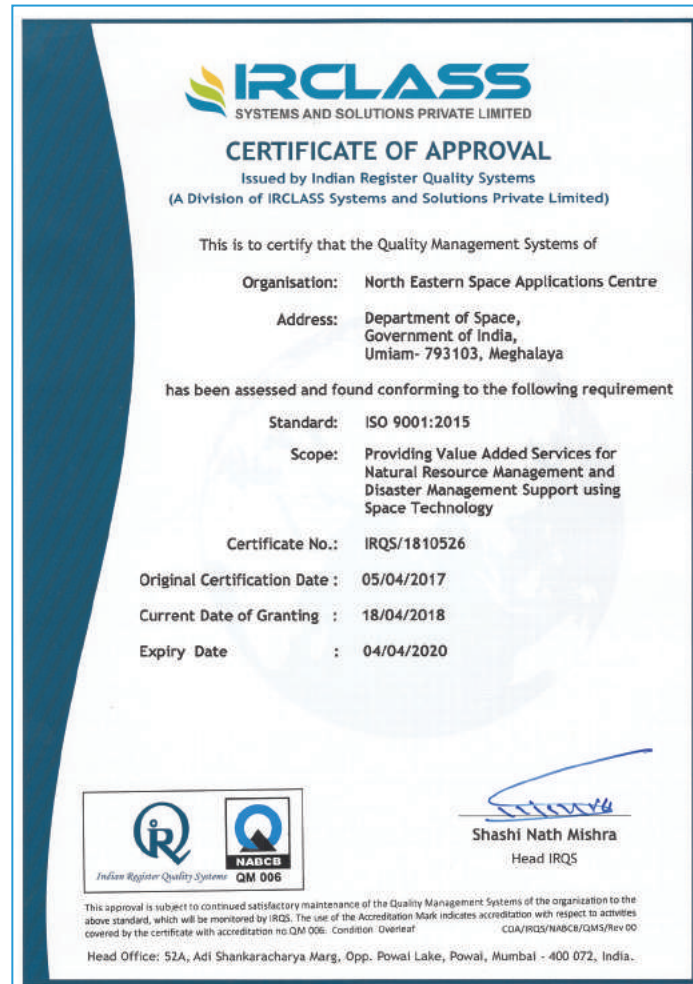 IRCLASS
SYSTEMS AND SOLUTIONS PRIVATE LIMITED
CERTIFICATE OF APPROVAL
Issued by Indian Register Quality Systems
(A Division of IRCLASS Systems and Solutions Private Limited)
This is to certify that the Quality Management Systems of
Organisation: North Eastern Space Applications Centre
Address: Department of Space,
Government of India,
Umiam- 793103, Meghalaya
has been assessed and found conforming to the following requirement
Standard: ISO 9001:2015
Scope: Providing Value Added Services for
Natural Resource Management and
Disaster Management Support using
Space Technology
Certificate No.: IRQS/1810526
Original Certification Date : 05/04/2017
Current Date of Granting : 18/04/2018
Expiry Date : 04/04/2020
Shashi Nath Mishra
Head IRQS
IRQ
Indian Register Quality Systems
NABCB
QM 006
This approval is subject to continued satisfactory maintenance of the Quality Management Systems of the organization to the
above standard, which will be monitored by IRQS. The use of the Accreditation Mark indicates accreditation with respect to activities
covered by the certificate with accreditation no QM 006. Condition Overleaf COA/IRQS/NABCB/QMS/Rev 00
Head Office: 52A, Adi Shankaracharya Marg, Opp. Powai Lake, Powai, Mumbai - 400 072, India.